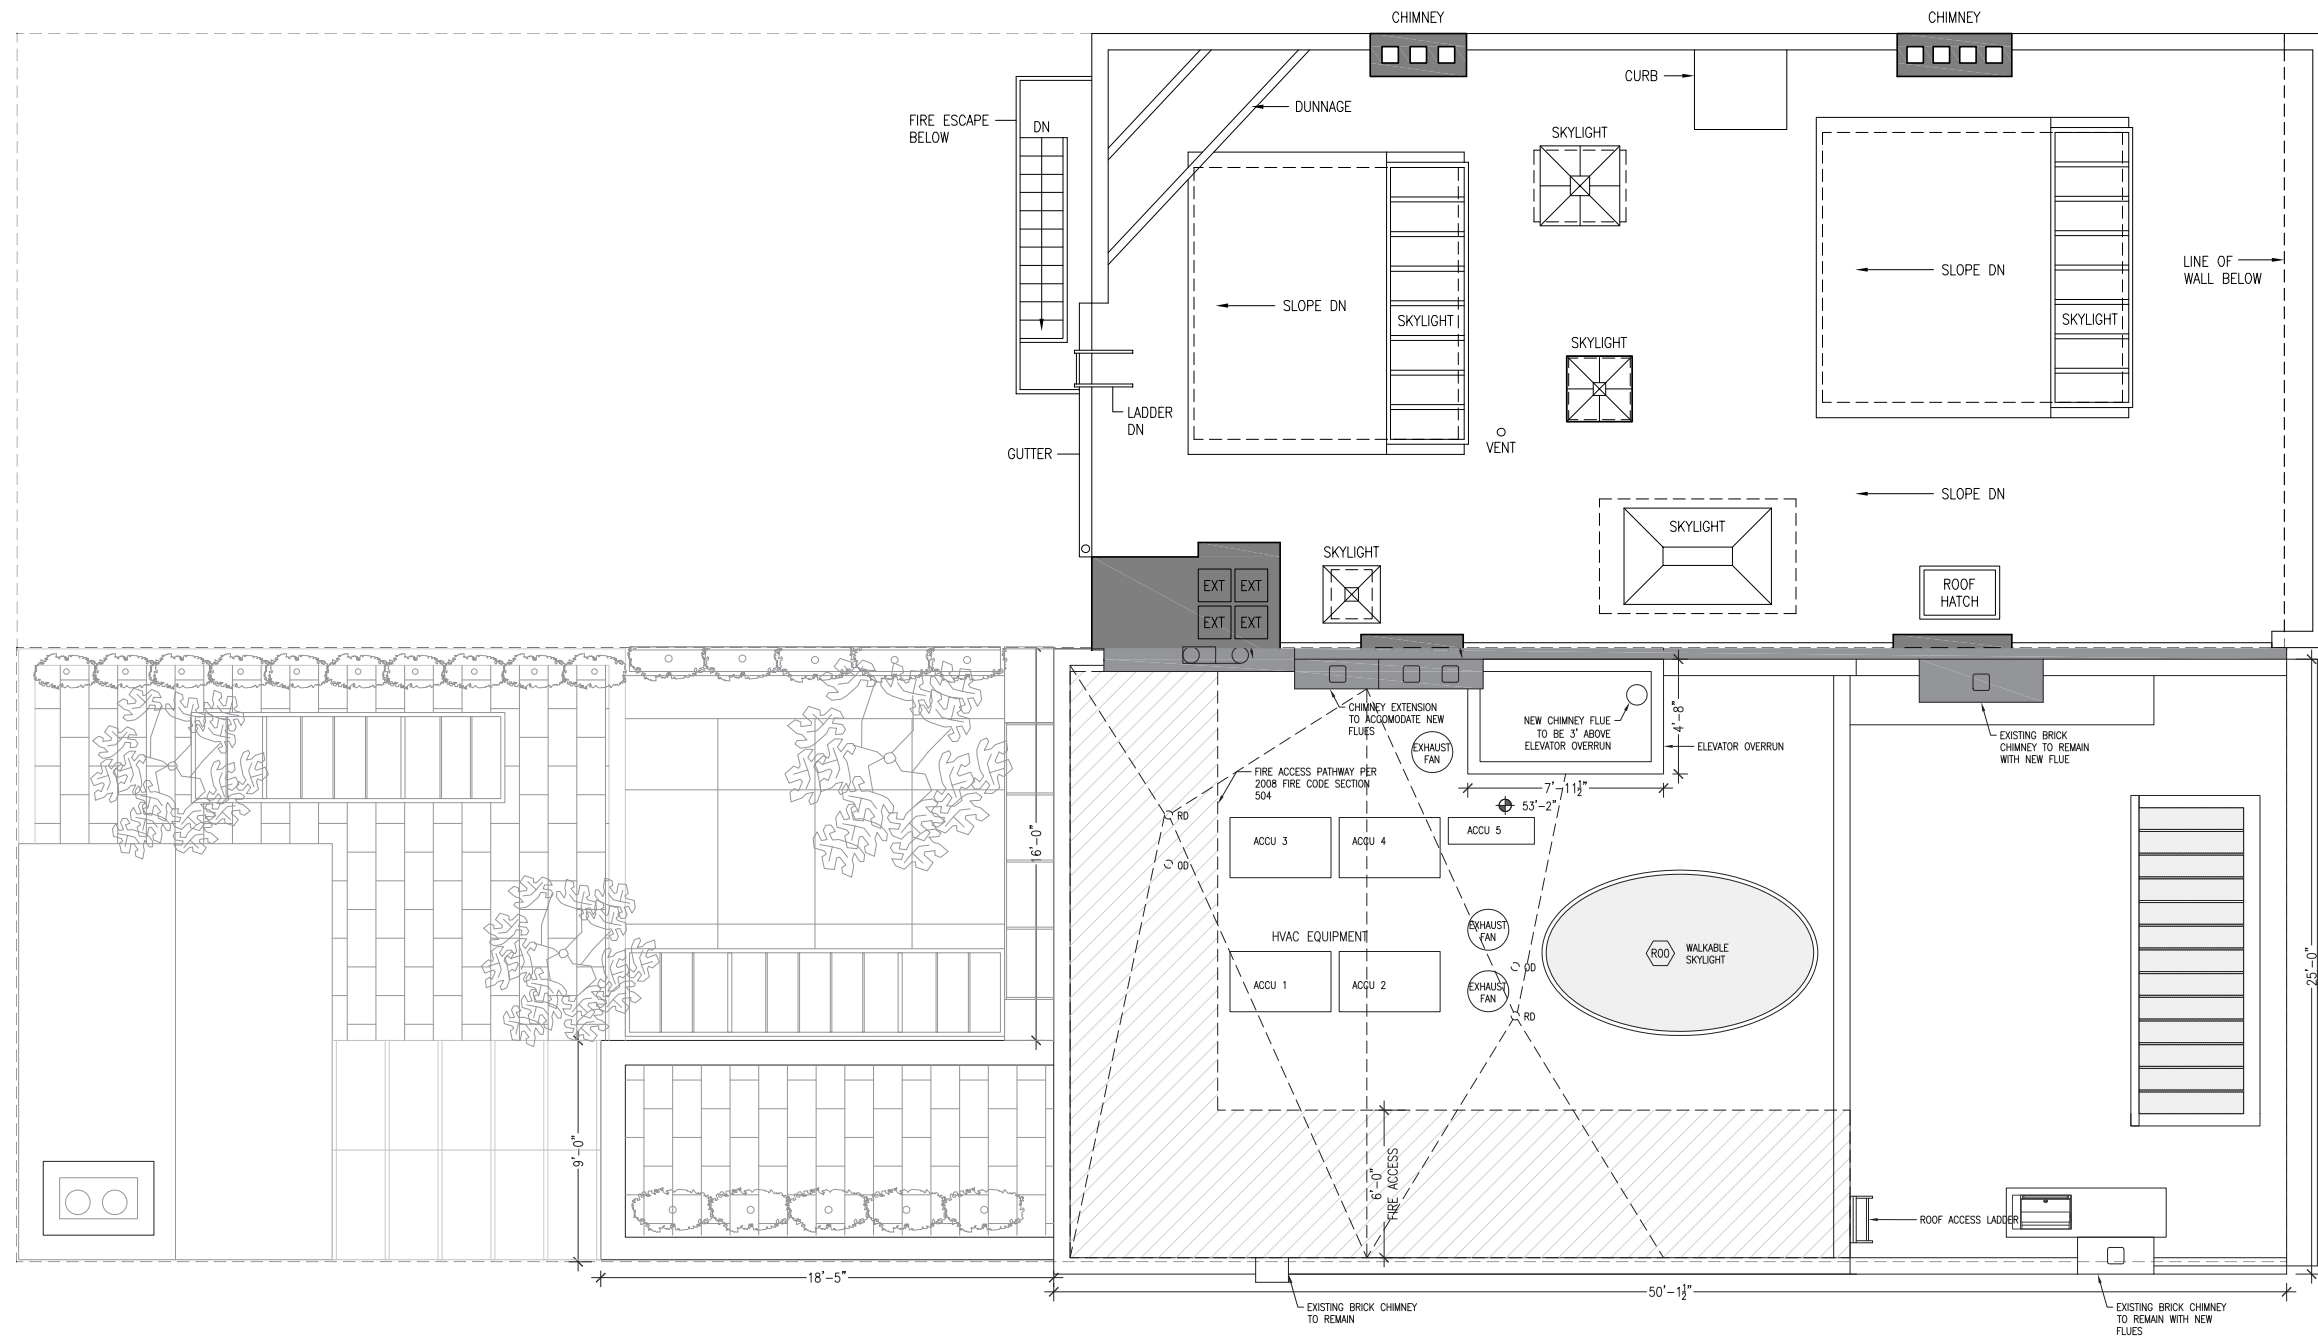 CHIMNEY
CHIMNEY
CURB
DUNNAGE
FIRE ESCAPE
BELOW
DN
SKYLIGHT
LINE OF
WALL BELOW
SLOPE DN
SLOPE DN
SKYLIGHT
SKYLIGHT
SKYLIGHT
LADDER
DN
VENT
GUTTER
SLOPE DN
SKYLIGHT
SKYLIGHT
EXT
EXT
EXT
EXT
ROOF
HATCH
CHIMNEY EXTENSION
TO ACCOMODATE NEW
FLUES
NEW CHIMNEY FLUE
TO BE 3' ABOVE
ELEVATOR OVERRUN
4'-8"
ELEVATOR OVERRUN
EXISTING BRICK
CHIMNEY TO REMAIN
WITH NEW FLUE
EXHAUST
FAN
FIRE ACCESS PATHWAY PER
2008 FIRE CODE SECTION
504
7'-11½"
53'-2"
RD
OD
ACCU 3
ACCU 4
ACCU 5
16'-0"
HVAC EQUIPMENT
EXHAUST
FAN
ROO
WALKABLE
SKYLIGHT
OD
25'-0"
ACCU 1
ACCU 2
EXHAUST
FAN
RD
9'-0"
6'-0"
FIRE ACCESS
ROOF ACCESS LADDER
18'-5"
50'-1½"
EXISTING BRICK CHIMNEY
TO REMAIN
EXISTING BRICK CHIMNEY
TO REMAIN WITH NEW
FLUES